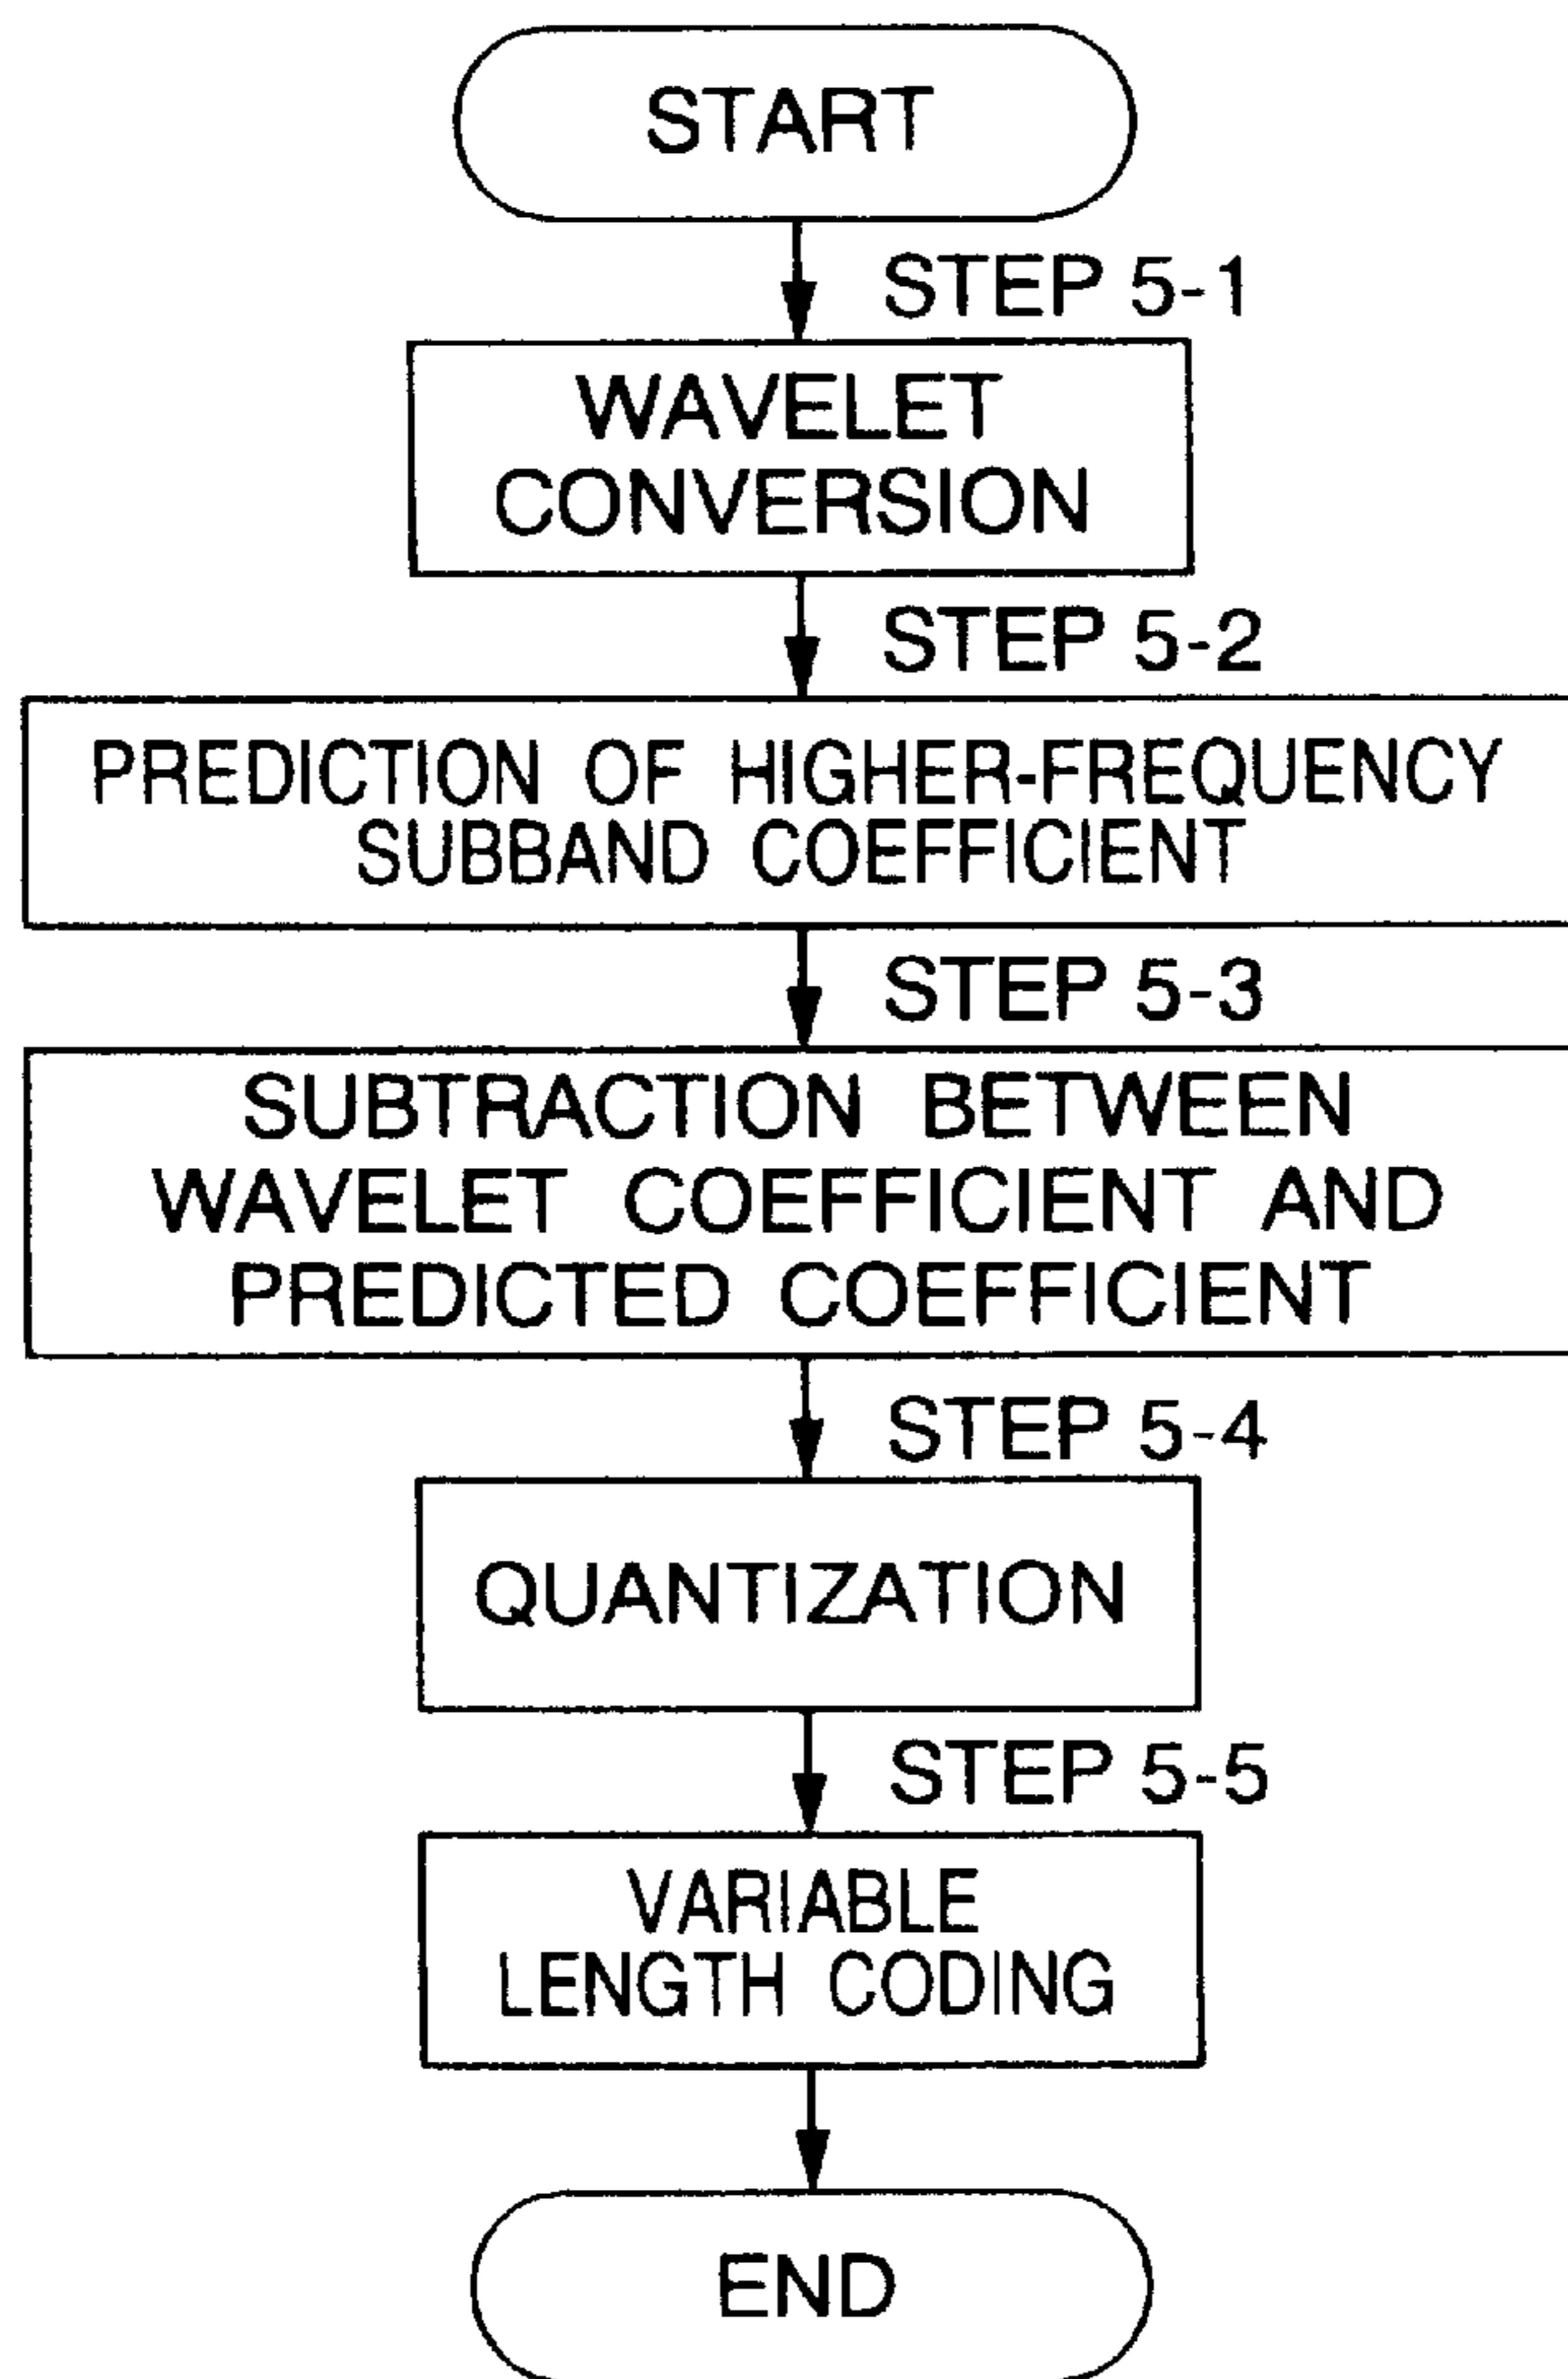 START
STEP 5-1
WAVELET
CONVERSION
STEP 5-2
PREDICTION OF HIGHER-FREQUENCY
SUBBAND COEFFICIENT
STEP 5-3
SUBTRACTION BETWEEN
WAVELET COEFFICIENT AND
PREDICTED COEFFICIENT
STEP 5-4
QUANTIZATION
STEP 5-5
VARIABLE
LENGTH CODING
END